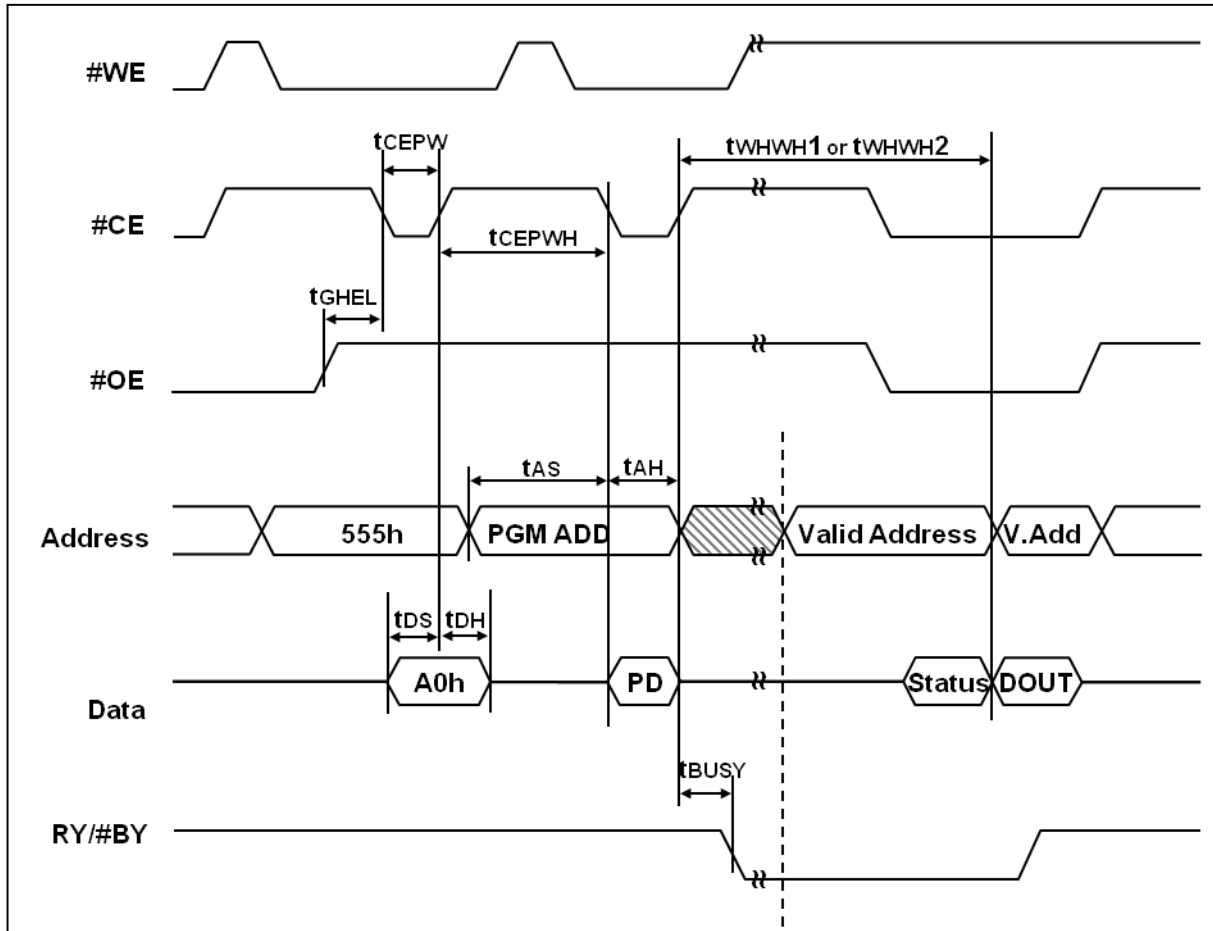 #WE
tCEPW
tWHWH1 or tWHWH2
#CE
tCEPWH
tGHEL
#OE
tAS
tAH
Address
555h
PGM ADD
Valid Address
V.Add
tDS
tDH
A0h
PD
Status
DOUT
Data
tBUSY
RY/#BY